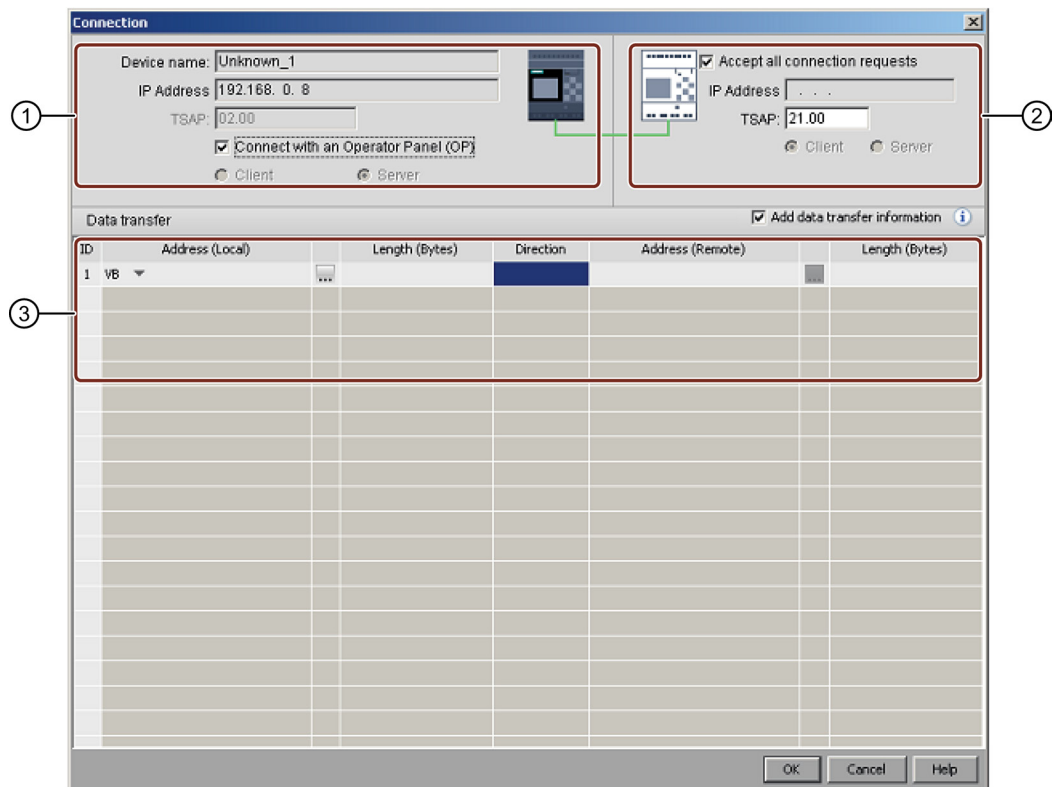 Connection
Device name: Unknown_1
IP Address 192.168. 0. 8
TSAP: 02.00
Connect with an Operator Panel (OP)
Client Server
Accept all connection requests
IP Address . . .
TSAP: 21.00
Client Server
1
2
Data transfer
Add data transfer information
ID Address (Local) Length (Bytes) Direction Address (Remote) Length (Bytes)
1 VB ... ...
3
OK Cancel Help